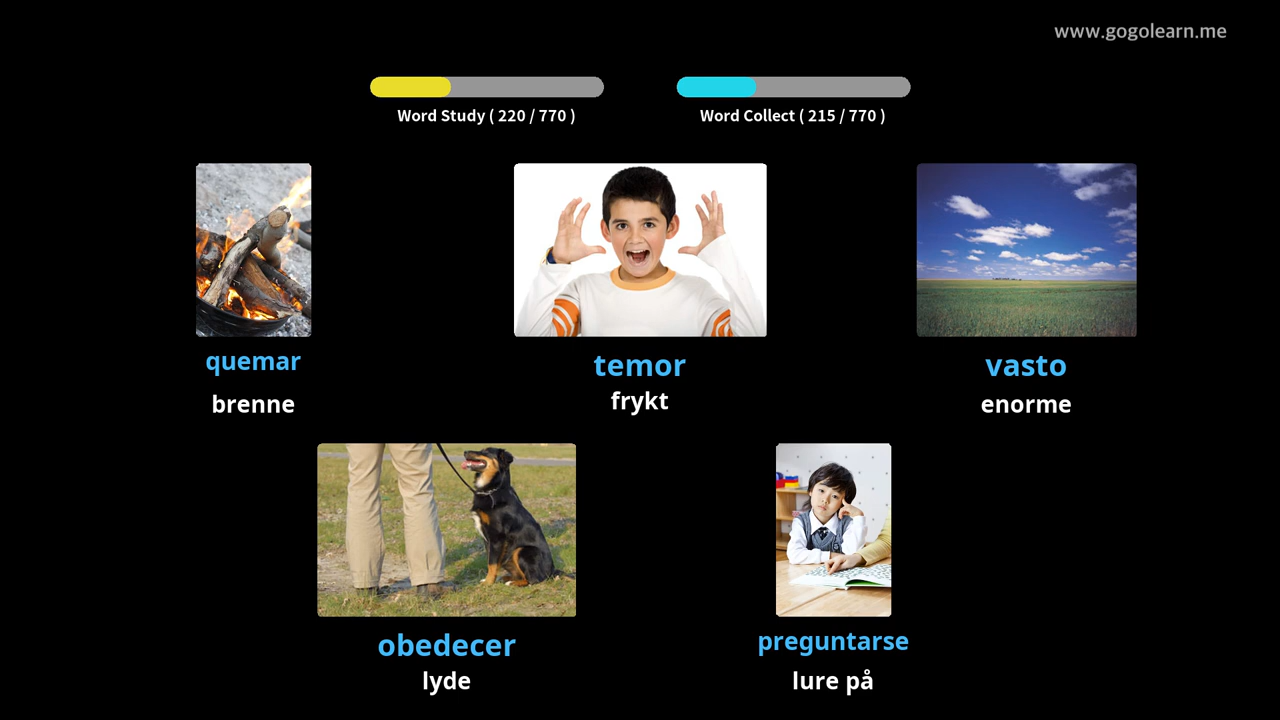 www.gogolearn.me
Word Study ( 220 / 770 )
Word Collect ( 215 / 770 )
quemar
brenne
temor
frykt
vasto
enorme
obedecer
lyde
preguntarse
lure på